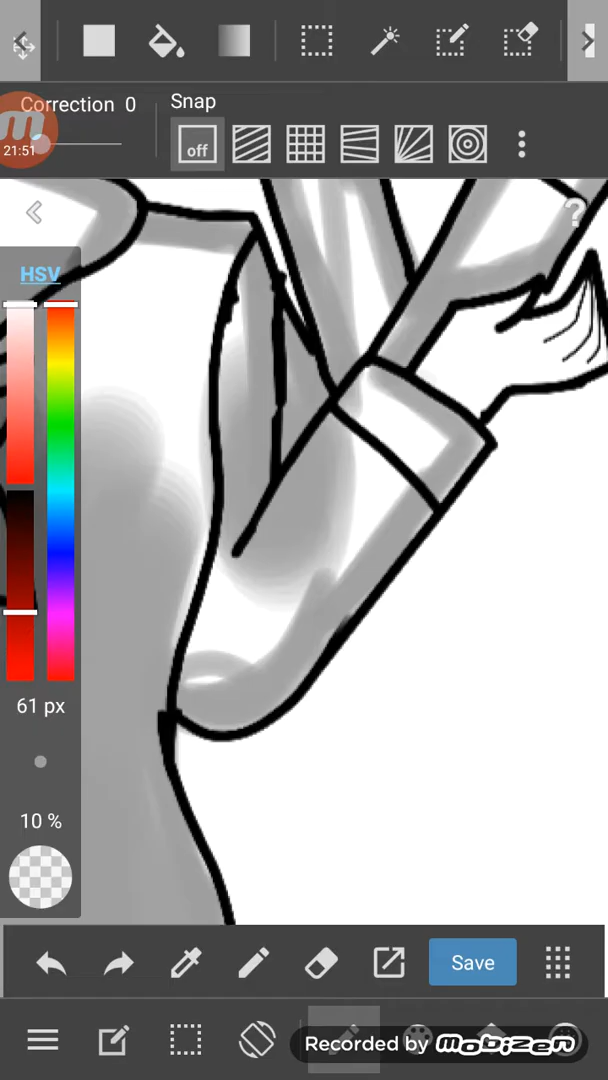 Correction 0
Snap
m
21:51
off
?
HSV
61 px
10 %
Save
Recorded by mobizen